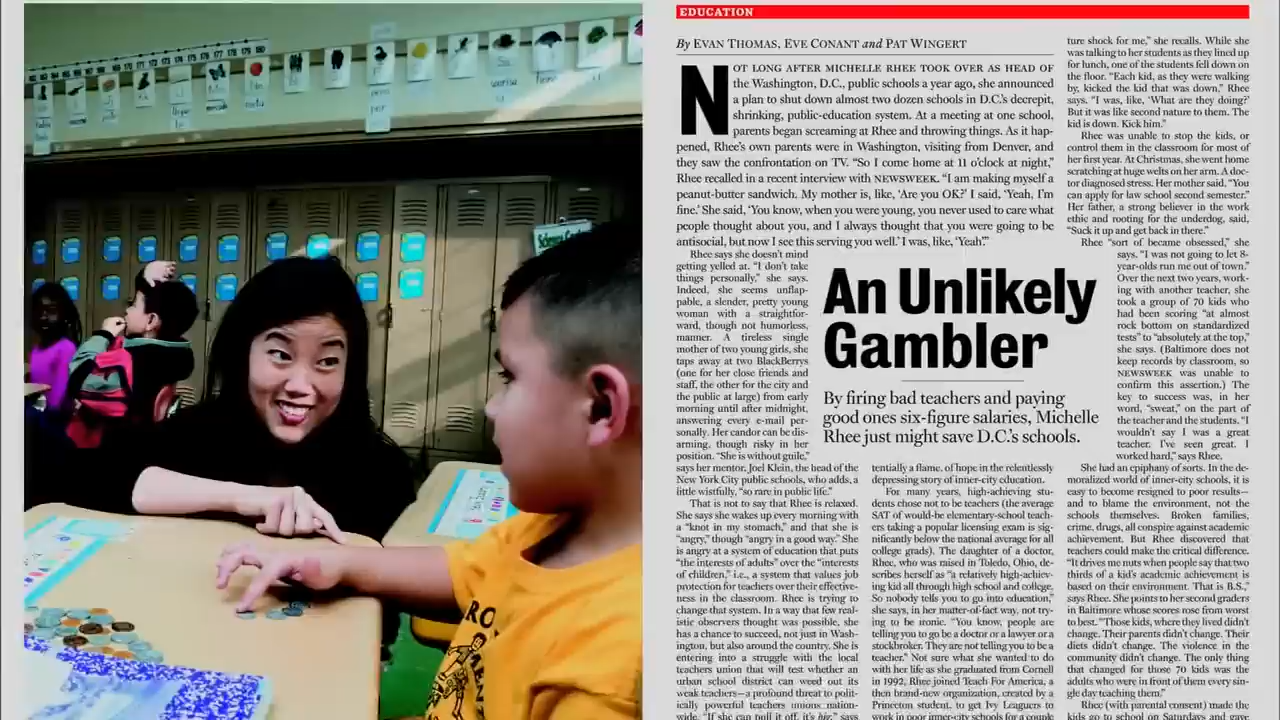 EDUCATION
By EVAN THOMAS, EVE CONANT and PAT WINGERT
NOT LONG AFTER MICHELLE RHEE TOOK OVER AS HEAD OF
the Washington, D.C., public schools a year ago, she announced
a plan to shut down almost two dozen schools in D.C.'s decrepit,
shrinking, public-education system. At a meeting at one school,
parents began screaming at Rhee and throwing things. As it hap-
pened, Rhee's own parents were in Washington, visiting from Denver, and
they saw the confrontation on TV. “So I come home at 11 o'clock at night,”
Rhee recalled in a recent interview with NEWSWEEK. “I am making myself a
peanut-butter sandwich. My mother is, like, ‘Are you OK?’ I said, ‘Yeah, I'm
fine.’ She said, ‘You know, when you were young, you never used to care what
people thought about you, and I always thought that you were going to be
antisocial, but now I see this serving you well.’ I was, like, ‘Yeah’.”
Rhee says she doesn't mind
getting yelled at. “I don't take
things personally,” she says.
Indeed, she seems unflap-
pable, a slender, pretty young
woman with a straightfor-
ward, though not humorless,
manner. A tireless single
mother of two young girls, she
taps away at two BlackBerrys
(one for her close friends and
staff, the other for the city and
the public at large) from early
morning until after midnight,
answering every e-mail per-
sonally. Her candor can be dis-
arming, though risky in her
position. “She is without guile,”
says her mentor, Joel Klein, the head of the
New York City public schools, who adds, a
little wistfully, “so rare in public life.”
That is not to say that Rhee is relaxed.
She says she wakes up every morning with
a “knot in my stomach,” and that she is
“angry,” though “angry in a good way.” She
is angry at a system of education that puts
“the interests of adults” over the “interests
of children,” i.e., a system that values job
protection for teachers over their effective-
ness in the classroom. Rhee is trying to
change that system. In a way that few real-
istic observers thought was possible, she
has a chance to succeed, not just in Wash-
ington, but also around the country. She is
entering into a struggle with the local
teachers union that will test whether an
urban school district can weed out its
weak teachers—a profound threat to polit-
ically powerful teachers unions nation-
wide. “If she can pull it off, it's big,” says
An Unlikely
Gambler
By firing bad teachers and paying
good ones six-figure salaries, Michelle
Rhee just might save D.C.'s schools.
tentially a flame, of hope in the relentlessly
depressing story of inner-city education.
For many years, high-achieving stu-
dents chose not to be teachers (the average
SAT of would-be elementary-school teach-
ers taking a popular licensing exam is sig-
nificantly below the national average for all
college grads). The daughter of a doctor,
Rhee, who was raised in Toledo, Ohio, de-
scribes herself as “a relatively high-achiev-
ing kid all through high school and college.
So nobody tells you to go into education,”
she says, in her matter-of-fact way, not try-
ing to be ironic. “You know, people are
telling you to go be a doctor or a lawyer or a
stockbroker. They are not telling you to be a
teacher.” Not sure what she wanted to do
with her life as she graduated from Cornell
in 1992, Rhee joined Teach For America, a
then brand-new organization, created by a
Princeton student, to get Ivy Leaguers to
work in poor inner-city schools for a couple
ture shock for me,” she recalls. While she
was talking to her students as they lined up
for lunch, one of the students fell down on
the floor. “Each kid, as they were walking
by, kicked the kid that was down,” Rhee
says. “I was, like, ‘What are they doing?’
But it was like second nature to them. The
kid is down. Kick him.”
Rhee was unable to stop the kids, or
control them in the classroom for most of
her first year. At Christmas, she went home
scratching at huge welts on her arm. A doc-
tor diagnosed stress. Her mother said, “You
can apply for law school second semester.”
Her father, a strong believer in the work
ethic and rooting for the underdog, said,
“Suck it up and get back in there.”
Rhee “sort of became obsessed,” she
says. “I was not going to let 8-
year-olds run me out of town.”
Over the next two years, work-
ing with another teacher, she
took a group of 70 kids who
had been scoring “at almost
rock bottom on standardized
tests” to “absolutely at the top,”
she says. (Baltimore does not
keep records by classroom, so
NEWSWEEK was unable to
confirm this assertion.) The
key to success was, in her
word, “sweat,” on the part of
the teacher and the students. “I
wouldn't say I was a great
teacher. I've seen great. I
worked hard,” says Rhee.
She had an epiphany of sorts. In the de-
moralized world of inner-city schools, it is
easy to become resigned to poor results—
and to blame the environment, not the
schools themselves. Broken families,
crime, drugs, all conspire against academic
achievement. But Rhee discovered that
teachers could make the critical difference.
“It drives me nuts when people say that two
thirds of a kid's academic achievement is
based on their environment. That is B.S.,”
says Rhee. She points to her second graders
in Baltimore whose scores rose from worst
to best. “Those kids, where they lived didn't
change. Their parents didn't change. Their
diets didn't change. The violence in the
community didn't change. The only thing
that changed for those 70 kids was the
adults who were in front of them every sin-
gle day teaching them.”
Rhee (with parental consent) made the
kids go to school on Saturdays and gave